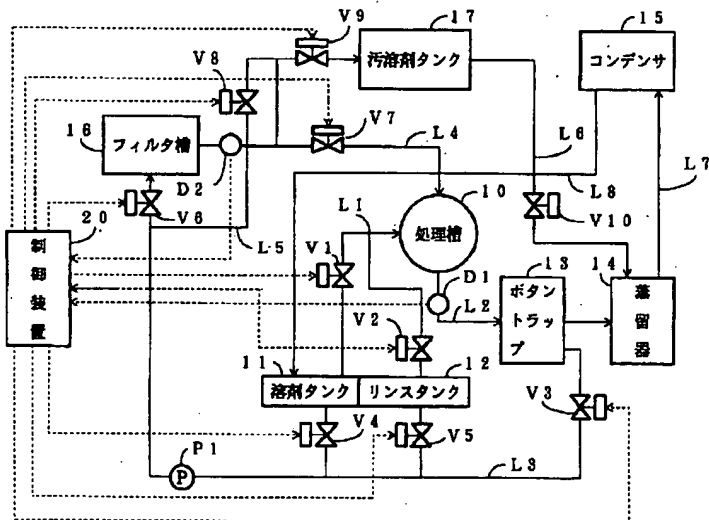 V9
17
15
V8
汚溶剤タンク
コンデンサ
16
フィルタ槽
V7
L4
L6
L7
D2
L8
20
V6
L1
10
処理槽
V10
制御装置
L5
V1
D1
13
14
V2
L2
ボタントラップ
蒸留器
11
12
溶剤タンク
リンスタンク
V3
V4
V5
P1
P
L3